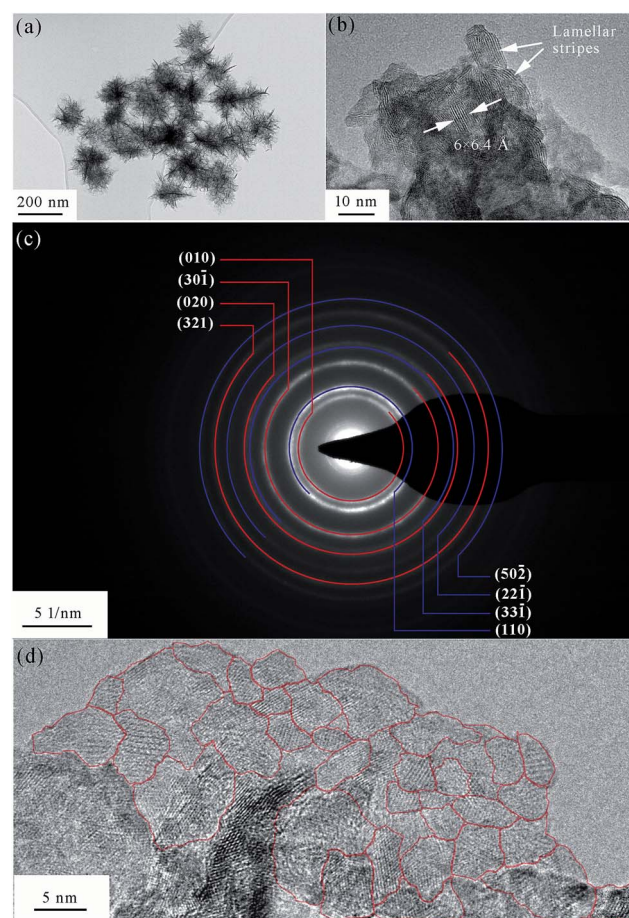 (a)
200 nm
(b)
Lamellar
stripes
6×6.4 Å
10 nm
(c)
(010)
(301̄)
(020)
(321)
(502̄)
(221̄)
(331̄)
(110)
5 1/nm
(d)
5 nm